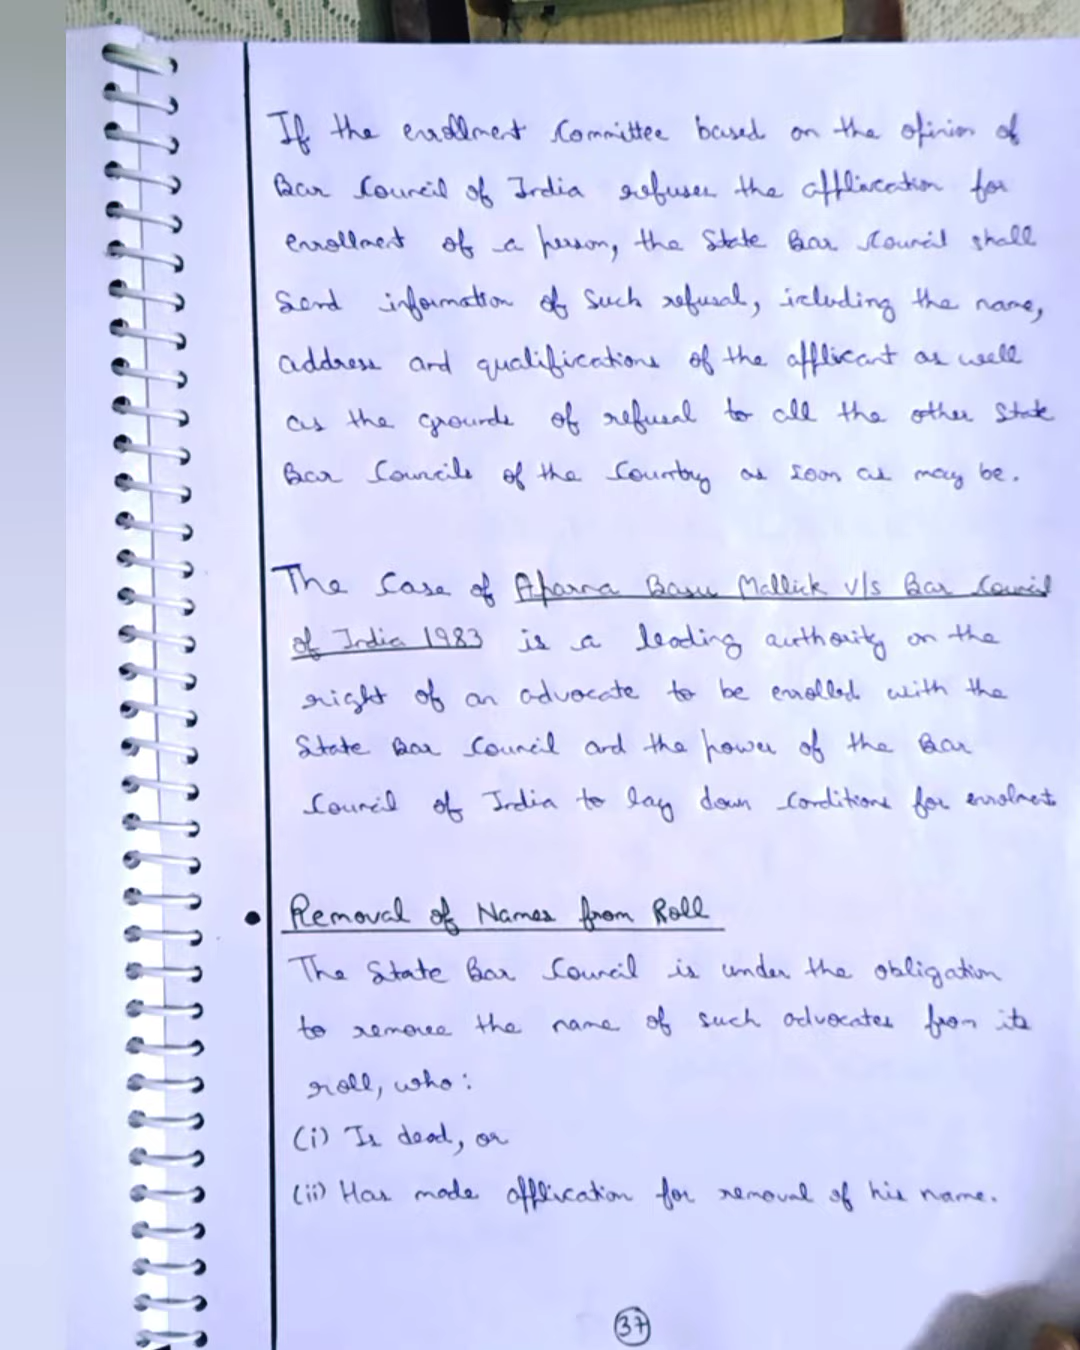 If the enrollment Committee based on the opinion of
Bar Council of India refuses the application for
enrollment of a person, the State Bar Council shall
Send information of Such refusal, including the name,
address and qualifications of the applicant as well
as the grounds of refusal to all the other State
Bar Councils of the Country as soon as may be.
The Case of Aparna Basu Mallick v/s Bar Council
of India 1983 is a leading authority on the
right of an advocate to be enrolled with the
State Bar Council and the power of the Bar
Council of India to lay down conditions for enrolment
• Removal of Names from Roll
The State Bar Council is under the obligation
to remove the name of such advocates from its
roll, who:
(i) Is dead, or
(ii) Has made application for removal of his name.
37